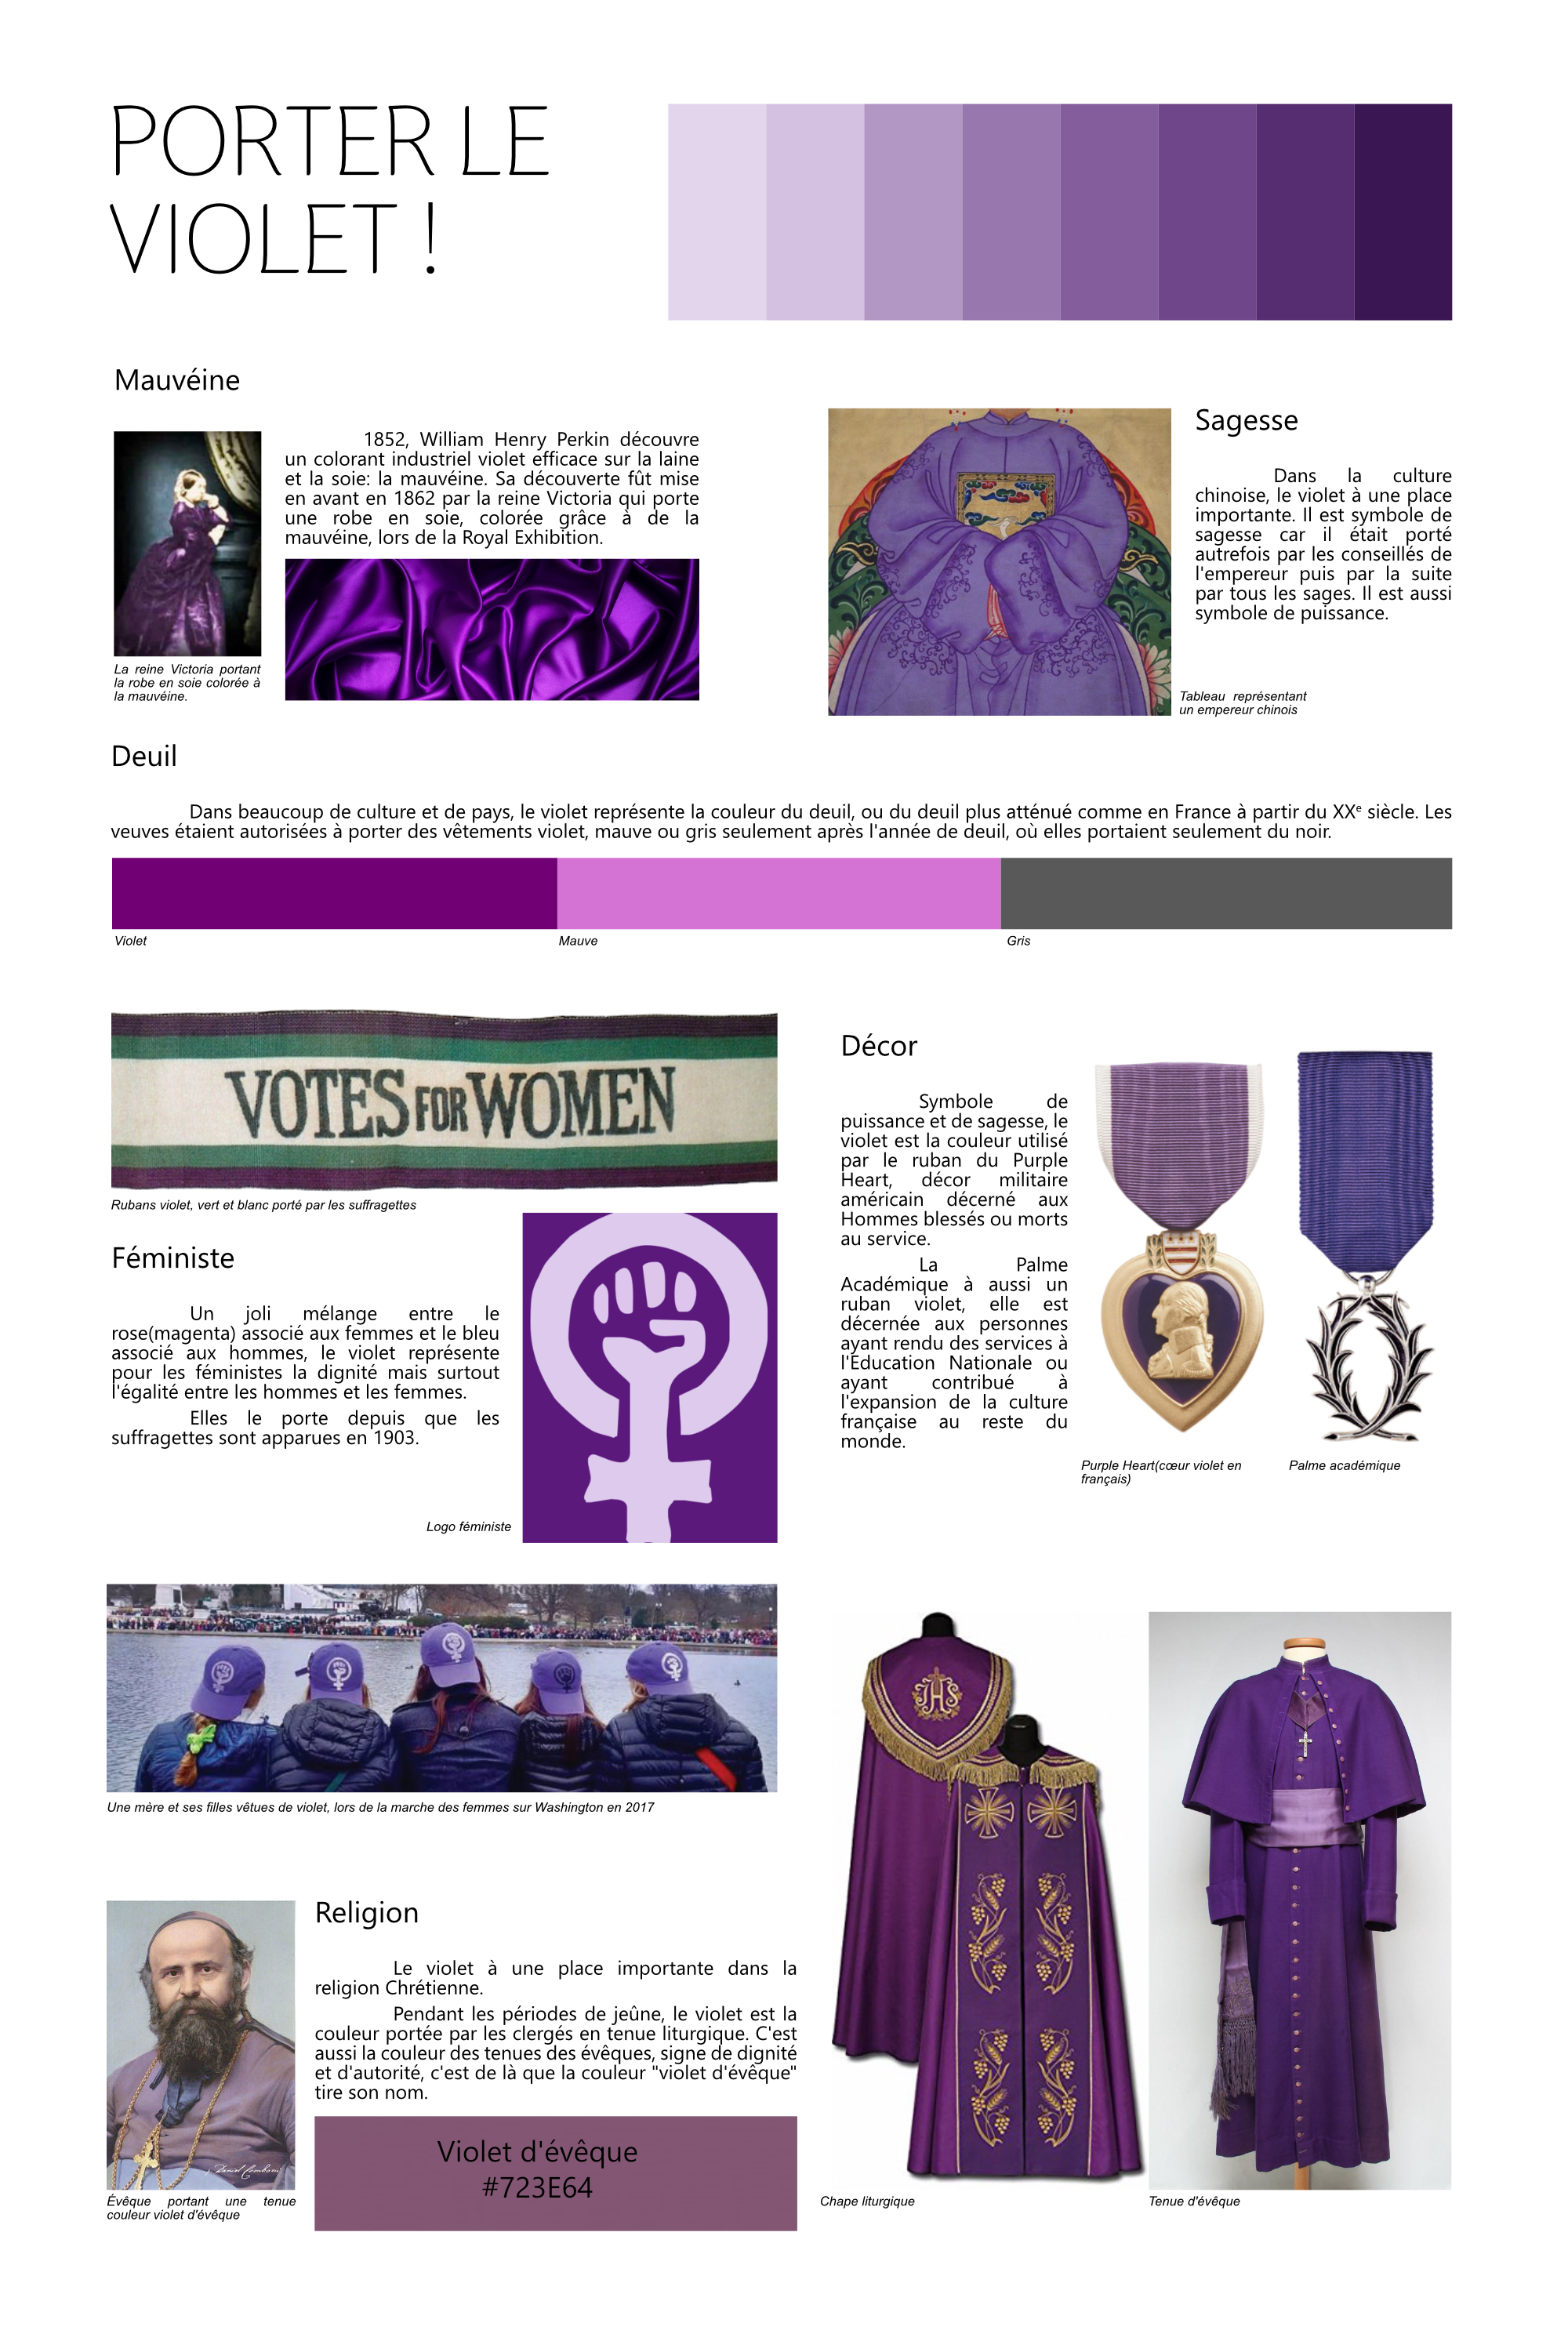 PORTER LE
VIOLET !
Mauvéine
1852, William Henry Perkin découvre
un colorant industriel violet efficace sur la laine
et la soie: la mauvéine. Sa découverte fût mise
en avant en 1862 par la reine Victoria qui porte
une robe en soie, colorée grâce à de la
mauvéine, lors de la Royal Exhibition.
La reine Victoria portant
la robe en soie colorée à
la mauvéine.
Sagesse
Dans la culture
chinoise, le violet à une place
importante. Il est symbole de
sagesse car il était porté
autrefois par les conseillés de
l'empereur puis par la suite
par tous les sages. Il est aussi
symbole de puissance.
Tableau représentant
un empereur chinois
Deuil
Dans beaucoup de culture et de pays, le violet représente la couleur du deuil, ou du deuil plus atténué comme en France à partir du XXᵉ siècle. Les
veuves étaient autorisées à porter des vêtements violet, mauve ou gris seulement après l'année de deuil, où elles portaient seulement du noir.
Violet
Mauve
Gris
VOTES FOR WOMEN
Rubans violet, vert et blanc porté par les suffragettes
Féministe
Un joli mélange entre le
rose(magenta) associé aux femmes et le bleu
associé aux hommes, le violet représente
pour les féministes la dignité mais surtout
l'égalité entre les hommes et les femmes.
Elles le porte depuis que les
suffragettes sont apparues en 1903.
Logo féministe
Décor
Symbole de
puissance et de sagesse, le
violet est la couleur utilisé
par le ruban du Purple
Heart, décor militaire
américain décerné aux
Hommes blessés ou morts
au service.
La Palme
Académique à aussi un
ruban violet, elle est
décernée aux personnes
ayant rendu des services à
l'Éducation Nationale ou
ayant contribué à
l'expansion de la culture
française au reste du
monde.
Purple Heart(cœur violet en
français)
Palme académique
Une mère et ses filles vêtues de violet, lors de la marche des femmes sur Washington en 2017
Religion
Le violet à une place importante dans la
religion Chrétienne.
Pendant les périodes de jeûne, le violet est la
couleur portée par les clergés en tenue liturgique. C'est
aussi la couleur des tenues des évêques, signe de dignité
et d'autorité, c'est de là que la couleur "violet d'évêque"
tire son nom.
Violet d'évêque
#723E64
Daniel Comboni
Évêque portant une tenue
couleur violet d'évêque
JHS
Chape liturgique
Tenue d'évêque